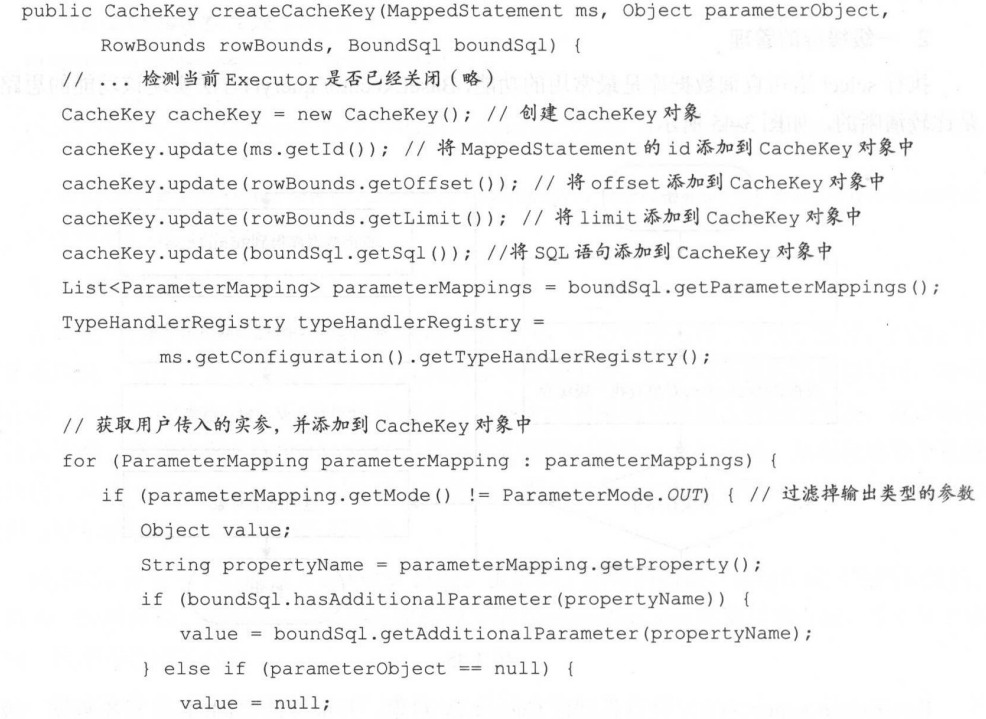 public CacheKey createCacheKey(MappedStatement ms, Object parameterObject,
RowBounds rowBounds, BoundSql boundSql) {
//... 检测当前 Executor 是否已经关闭(略)
CacheKey cacheKey = new CacheKey(); // 创建 CacheKey 对象
cacheKey.update(ms.getId()); // 将 MappedStatement 的 id 添加到 CacheKey 对象中
cacheKey.update(rowBounds.getOffset()); // 将 offset 添加到 CacheKey 对象中
cacheKey.update(rowBounds.getLimit()); // 将 limit 添加到 CacheKey 对象中
cacheKey.update(boundSql.getSql()); //将 SQL 语句添加到 CacheKey 对象中
List<ParameterMapping> parameterMappings = boundSql.getParameterMappings();
TypeHandlerRegistry typeHandlerRegistry =
ms.getConfiguration().getTypeHandlerRegistry();
// 获取用户传入的实参，并添加到 CacheKey 对象中
for (ParameterMapping parameterMapping : parameterMappings) {
if (parameterMapping.getMode() != ParameterMode.OUT) { // 过滤掉输出类型的参数
Object value;
String propertyName = parameterMapping.getProperty();
if (boundSql.hasAdditionalParameter(propertyName)) {
value = boundSql.getAdditionalParameter(propertyName);
} else if (parameterObject == null) {
value = null;